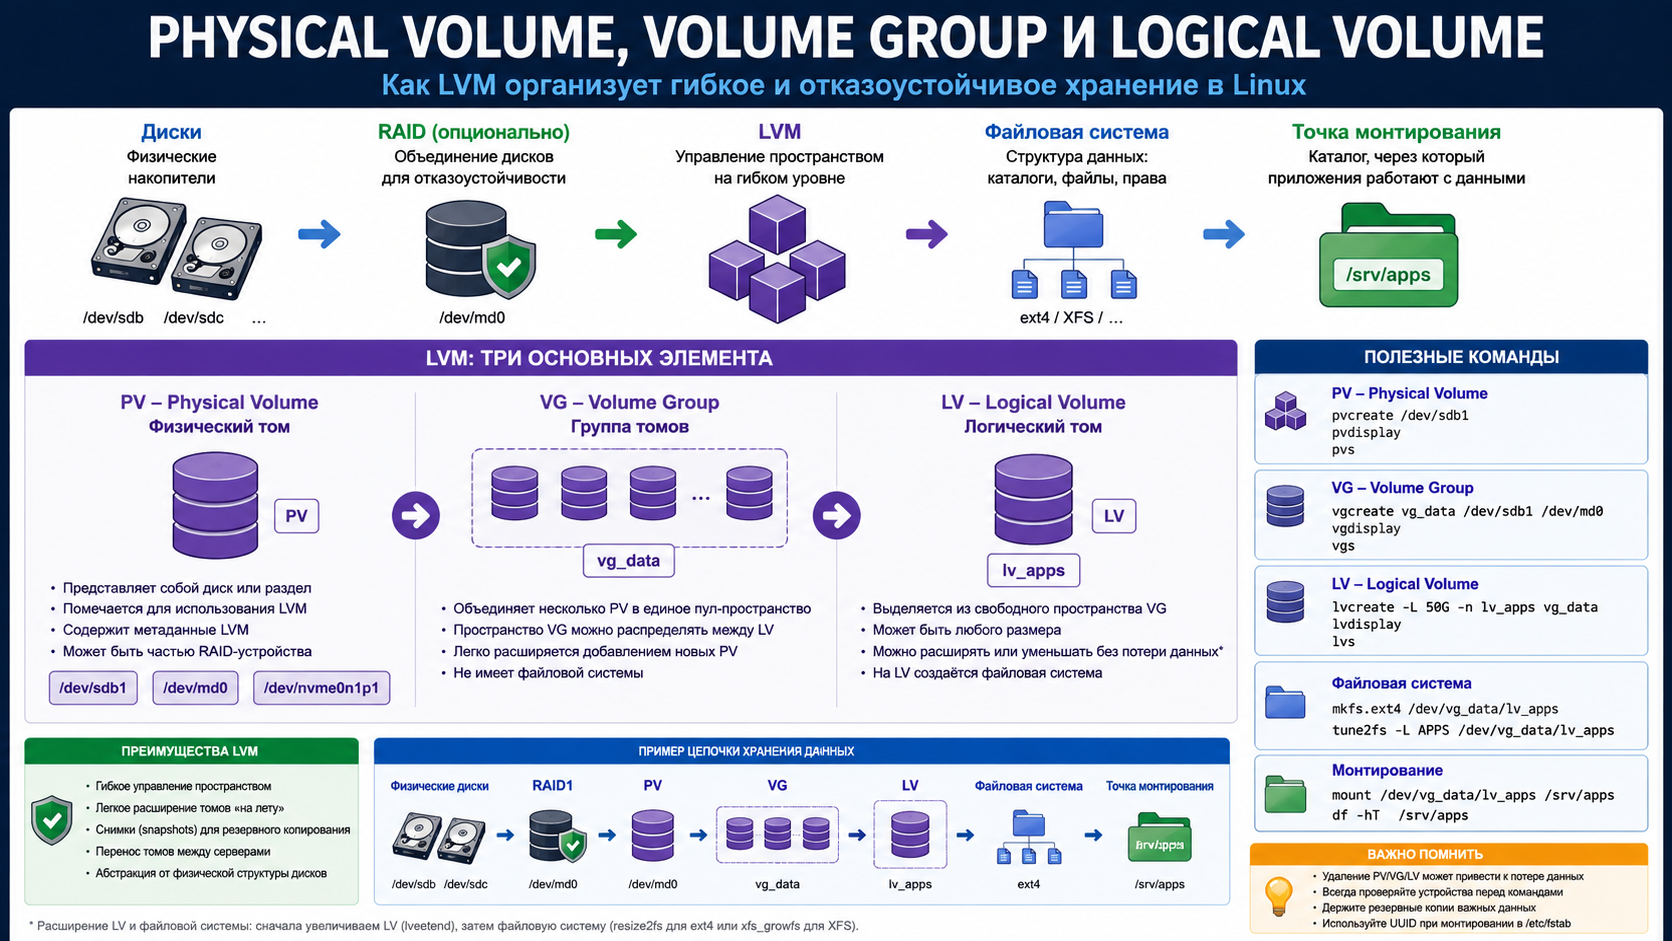 PHYSICAL VOLUME, VOLUME GROUP И LOGICAL VOLUME
Как LVM организует гибкое и отказоустойчивое хранение в Linux
Диски
Физические
накопители
/dev/sdb /dev/sdc ...
RAID (опционально)
Объединение дисков
для отказоустойчивости
/dev/md0
LVM
Управление пространством
на гибком уровне
Файловая система
Структура данных:
каталоги, файлы, права
ext4 / XFS / ...
Точка монтирования
Каталог, через который
приложения работают с данными
/srv/apps
LVM: ТРИ ОСНОВНЫХ ЭЛЕМЕНТА
PV – Physical Volume
Физический том
PV
• Представляет собой диск или раздел
• Помечается для использования LVM
• Содержит метаданные LVM
• Может быть частью RAID-устройства
/dev/sdb1 /dev/md0 /dev/nvme0n1p1
VG – Volume Group
Группа томов
...
vg_data
• Объединяет несколько PV в единое пул-пространство
• Пространство VG можно распределять между LV
• Легко расширяется добавлением новых PV
• Не имеет файловой системы
LV – Logical Volume
Логический том
LV
lv_apps
• Выделяется из свободного пространства VG
• Может быть любого размера
• Можно расширять или уменьшать без потери данных*
• На LV создаётся файловая система
ПОЛЕЗНЫЕ КОМАНДЫ
PV – Physical Volume
pvcreate /dev/sdb1
pvdisplay
pvs
VG – Volume Group
vgcreate vg_data /dev/sdb1 /dev/md0
vgdisplay
vgs
LV – Logical Volume
lvcreate -L 50G -n lv_apps vg_data
lvdisplay
lvs
Файловая система
mkfs.ext4 /dev/vg_data/lv_apps
tune2fs -L APPS /dev/vg_data/lv_apps
Монтирование
mount /dev/vg_data/lv_apps /srv/apps
df -hT /srv/apps
ПРЕИМУЩЕСТВА LVM
• Гибкое управление пространством
• Легкое расширение томов «на лету»
• Снимки (snapshots) для резервного копирования
• Перенос томов между серверами
• Абстракция от физической структуры дисков
ПРИМЕР ЦЕПОЧКИ ХРАНЕНИЯ ДАННЫХ
Физические диски
/dev/sdb /dev/sdc
RAID1
/dev/md0
PV
/dev/md0
VG
vg_data
LV
lv_apps
Файловая система
ext4
Точка монтирования
/srv/apps
ВАЖНО ПОМНИТЬ
• Удаление PV/VG/LV может привести к потере данных
• Всегда проверяйте устройства перед командами
• Держите резервные копии важных данных
• Используйте UUID при монтировании в /etc/fstab
* Расширение LV и файловой системы: сначала увеличиваем LV (lveetend), затем файловую систему (resize2fs для ext4 или xfs_growfs для XFS).